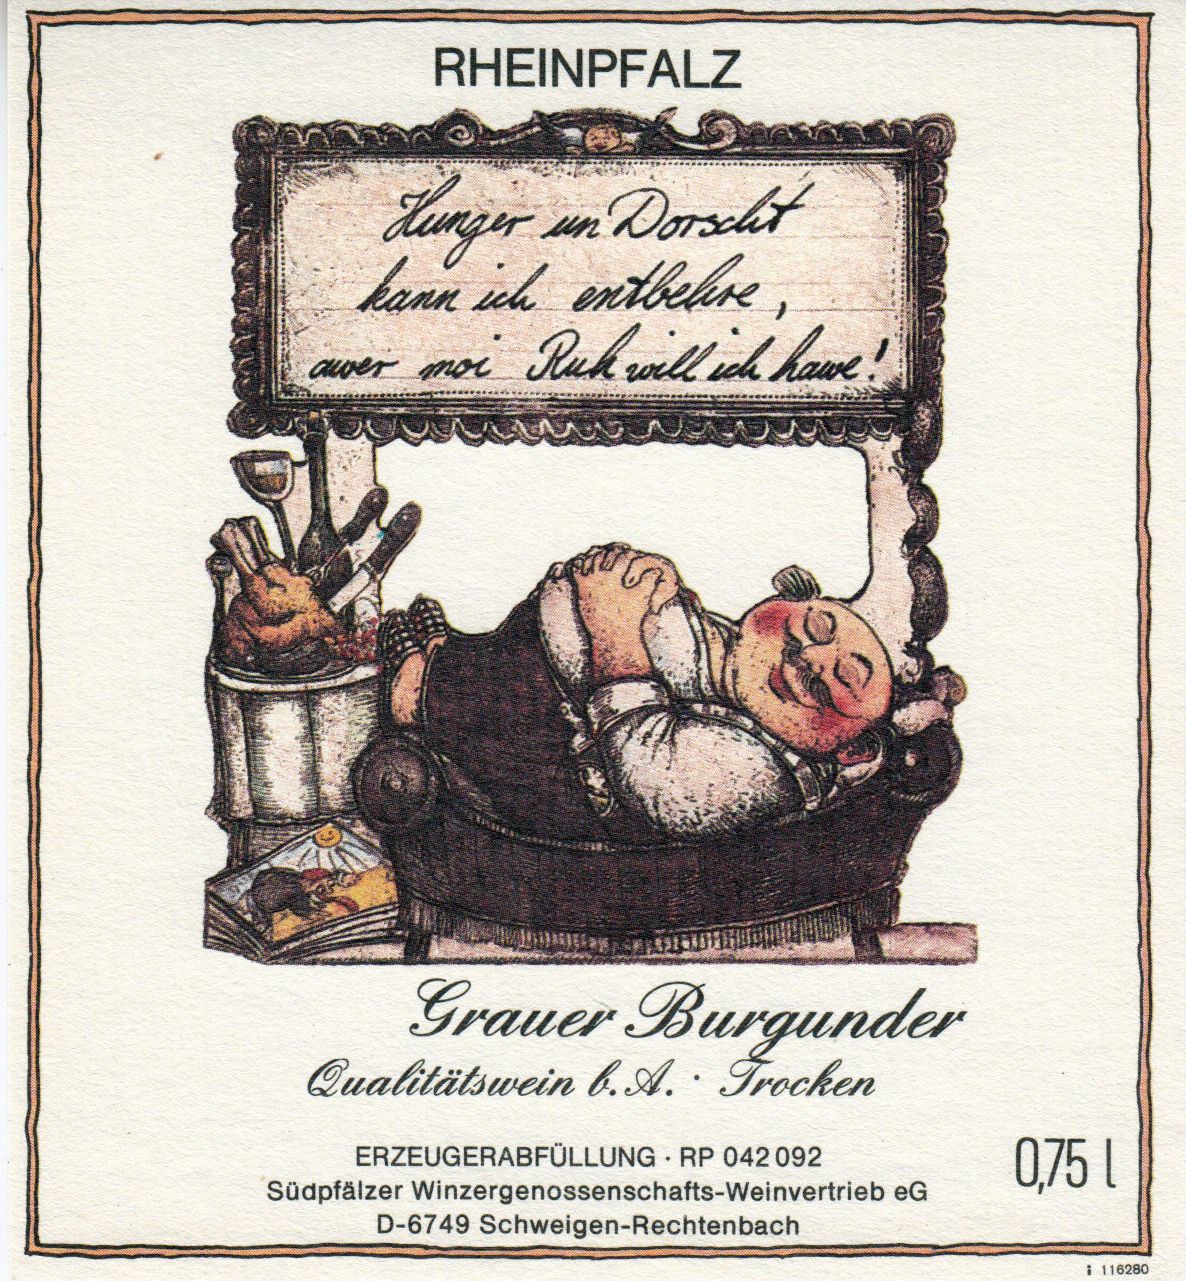 RHEINPFALZ
Hunger un Dorscht
kann ich entbehre,
awer moi Ruh will ich hawe!
Grauer Burgunder
Qualitätswein b. A. · Trocken
ERZEUGERABFÜLLUNG · RP 042 092
Südpfälzer Winzergenossenschafts-Weinvertrieb eG
D-6749 Schweigen-Rechtenbach
0,75 l
i 116280